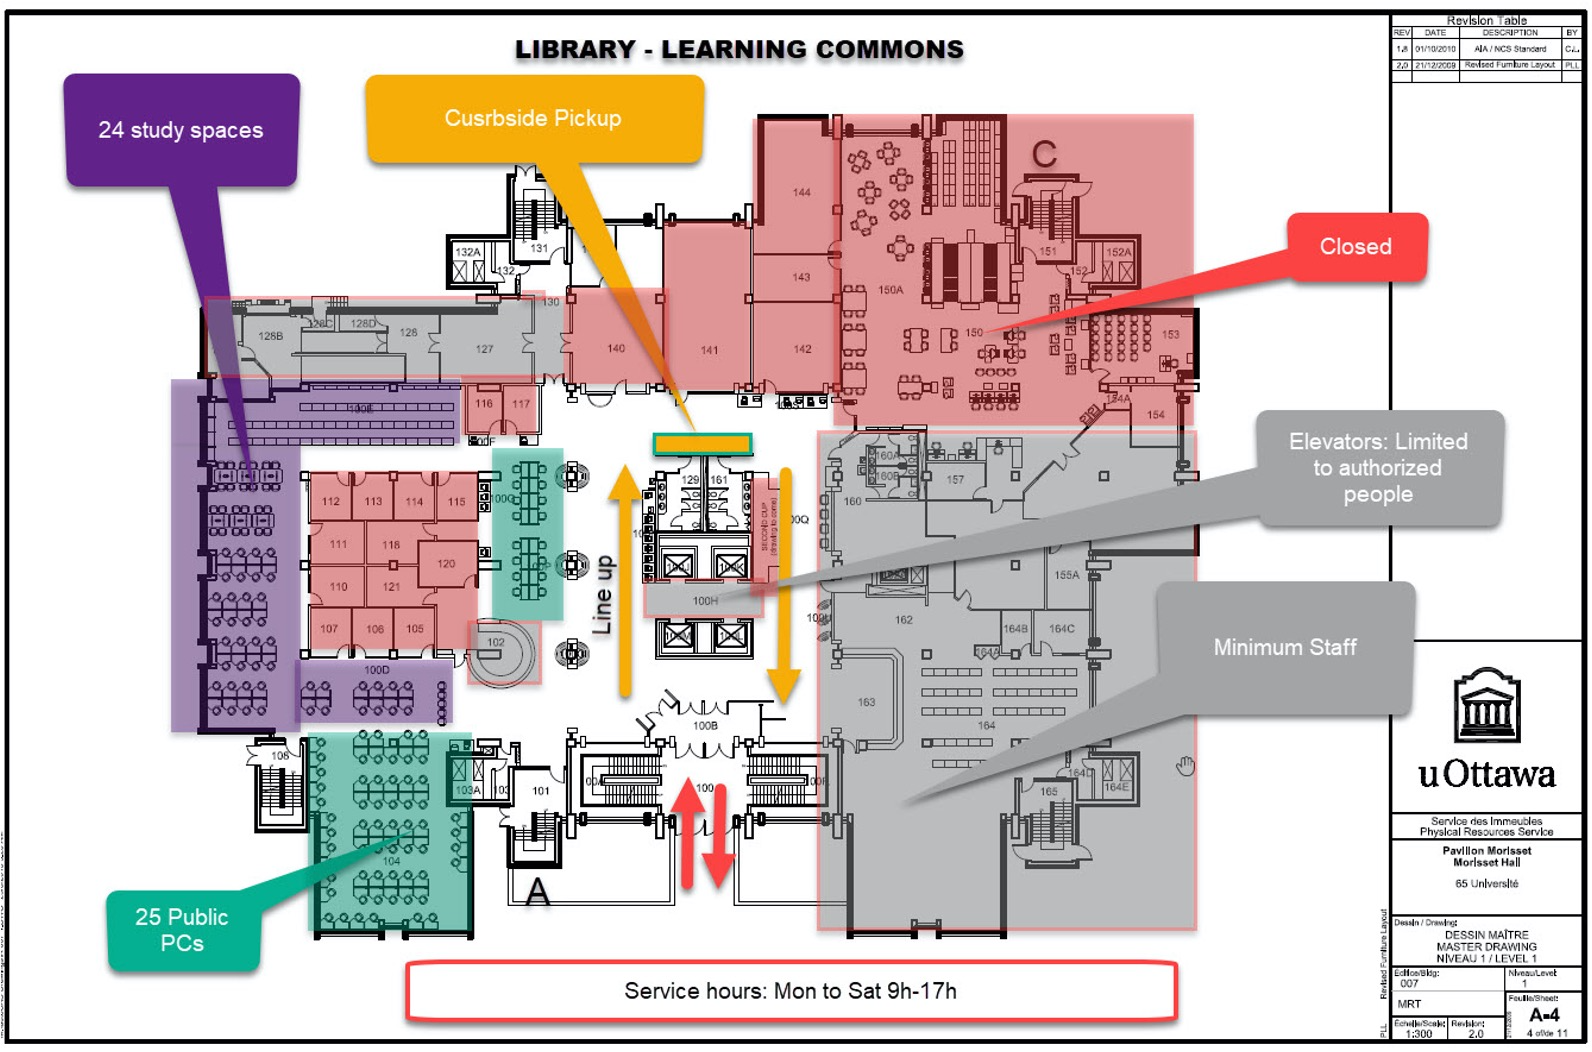 LIBRARY - LEARNING COMMONS
24 study spaces
Cusrbside Pickup
Closed
Elevators: Limited
to authorized
people
Minimum Staff
25 Public
PCs
Line up
Service hours: Mon to Sat 9h-17h
A
C
144
143
142
141
140
150A
150
151
152
152A
153
154
154A
131
132A
132
130
128B
128C
128D
128
127
116
117
100E
100F
112
113
114
115
100G
111
118
120
110
121
107
106
105
102
100D
129
161
SECOND CUP
(drawing to come)
100H
160A
160B
160
157
155A
162
164B
164C
164A
163
164
164D
164E
165
100B
100
101
103A
104
108
Revision Table
REV DATE DESCRIPTION BY
1.8 01/10/2010 AIA / NCS Standard
2.0 21/12/2009 Revised Furniture Layout PLL
uOttawa
Service des Immeubles
Physical Resources Service
Pavillon Morisset
Morisset Hall
65 Université
Dessin / Drawing:
DESSIN MAÎTRE
MASTER DRAWING
NIVEAU 1 / LEVEL 1
Édifice/Bldg:
007
Niveau/Level:
1
MRT
Feuille/Sheet:
A-4
4 of/de 11
Échelle/Scale:
1:300
Revision:
2.0
PLL Revised Furniture Layout